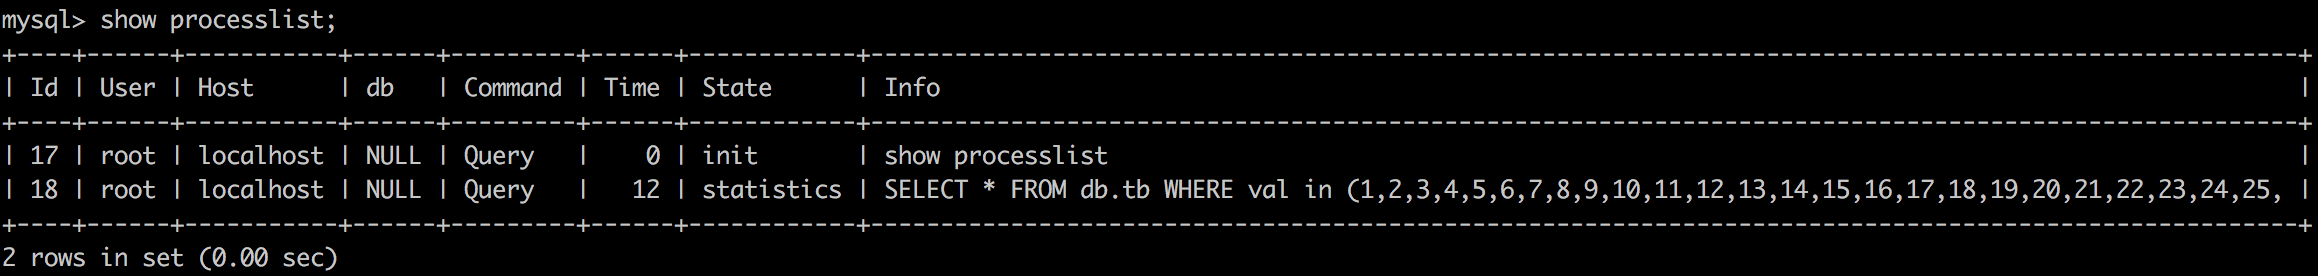 mysql> show processlist;
+----+------+-----------+------+---------+------+------------+------------------------------------------------------------------------------------------------------+
| Id | User | Host      | db   | Command | Time | State      | Info                                                                                                 |
+----+------+-----------+------+---------+------+------------+------------------------------------------------------------------------------------------------------+
| 17 | root | localhost | NULL | Query   |    0 | init       | show processlist                                                                                     |
| 18 | root | localhost | NULL | Query   |   12 | statistics | SELECT * FROM db.tb WHERE val in (1,2,3,4,5,6,7,8,9,10,11,12,13,14,15,16,17,18,19,20,21,22,23,24,25, |
+----+------+-----------+------+---------+------+------------+------------------------------------------------------------------------------------------------------+
2 rows in set (0.00 sec)